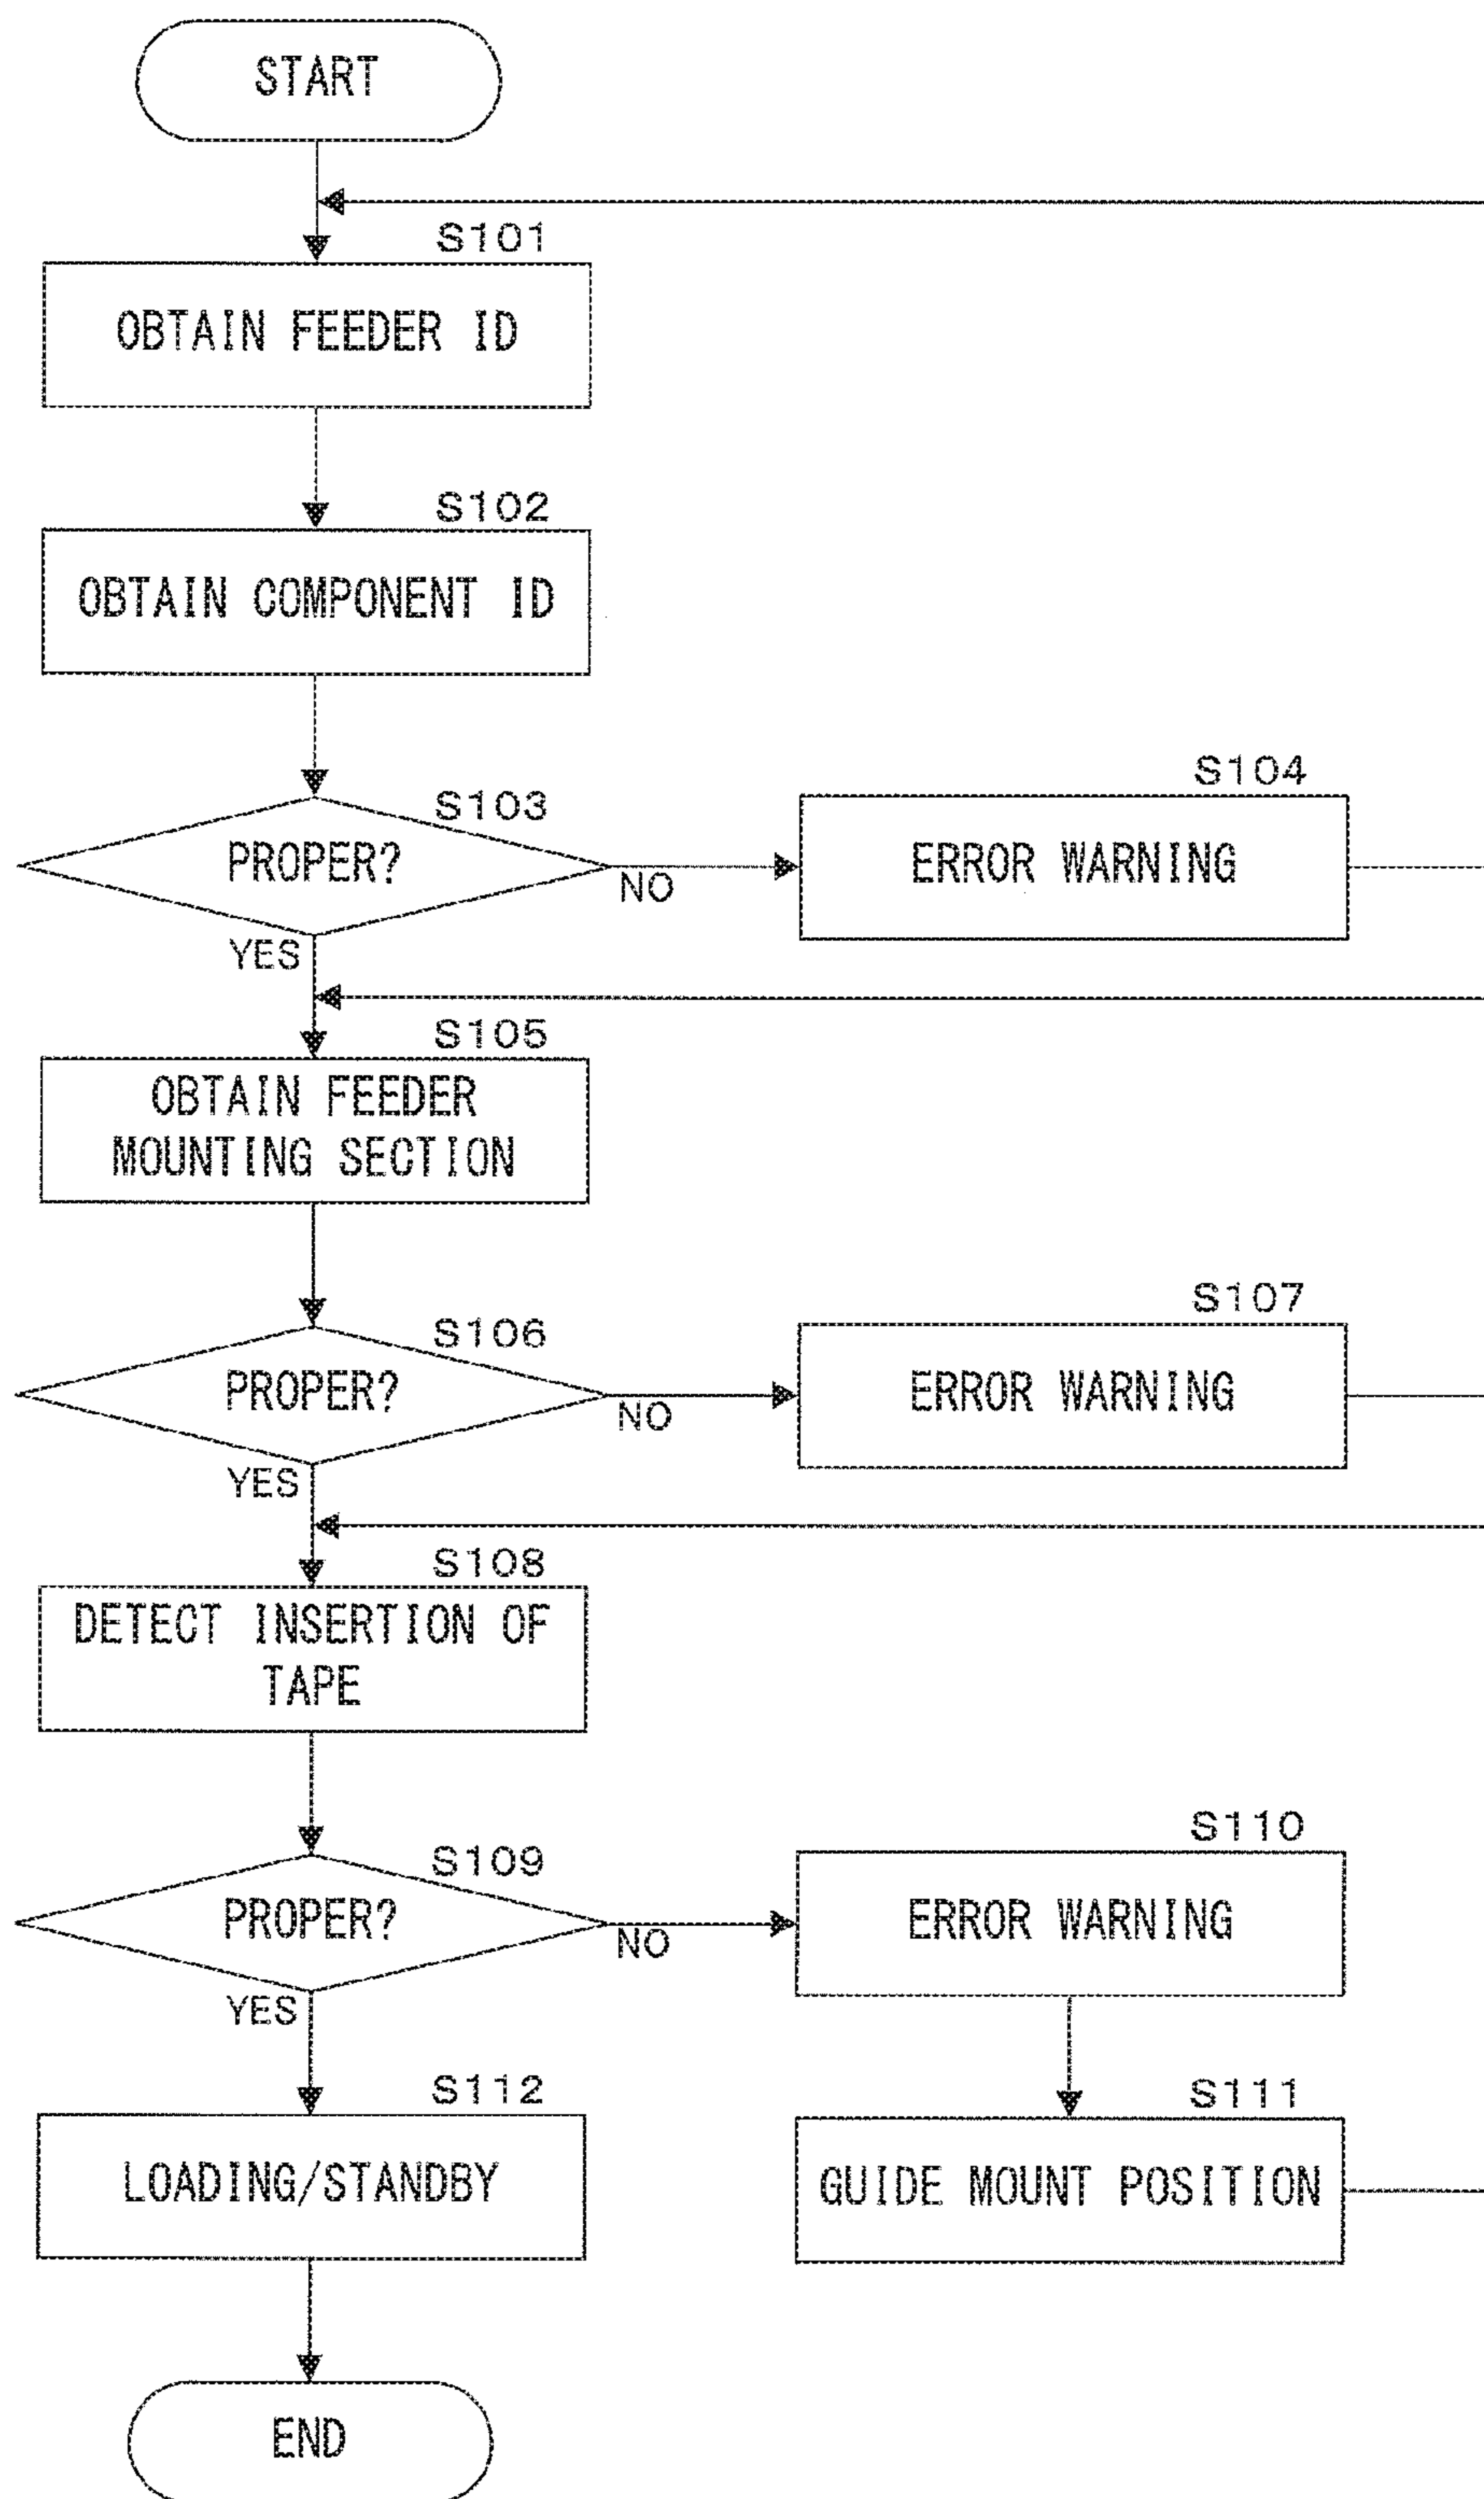 START
S101
OBTAIN FEEDER ID
S102
OBTAIN COMPONENT ID
S103
PROPER?
NO
YES
S104
ERROR WARNING
S105
OBTAIN FEEDER
MOUNTING SECTION
S106
PROPER?
NO
YES
S107
ERROR WARNING
S108
DETECT INSERTION OF
TAPE
S109
PROPER?
NO
YES
S110
ERROR WARNING
S111
GUIDE MOUNT POSITION
S112
LOADING/STANDBY
END